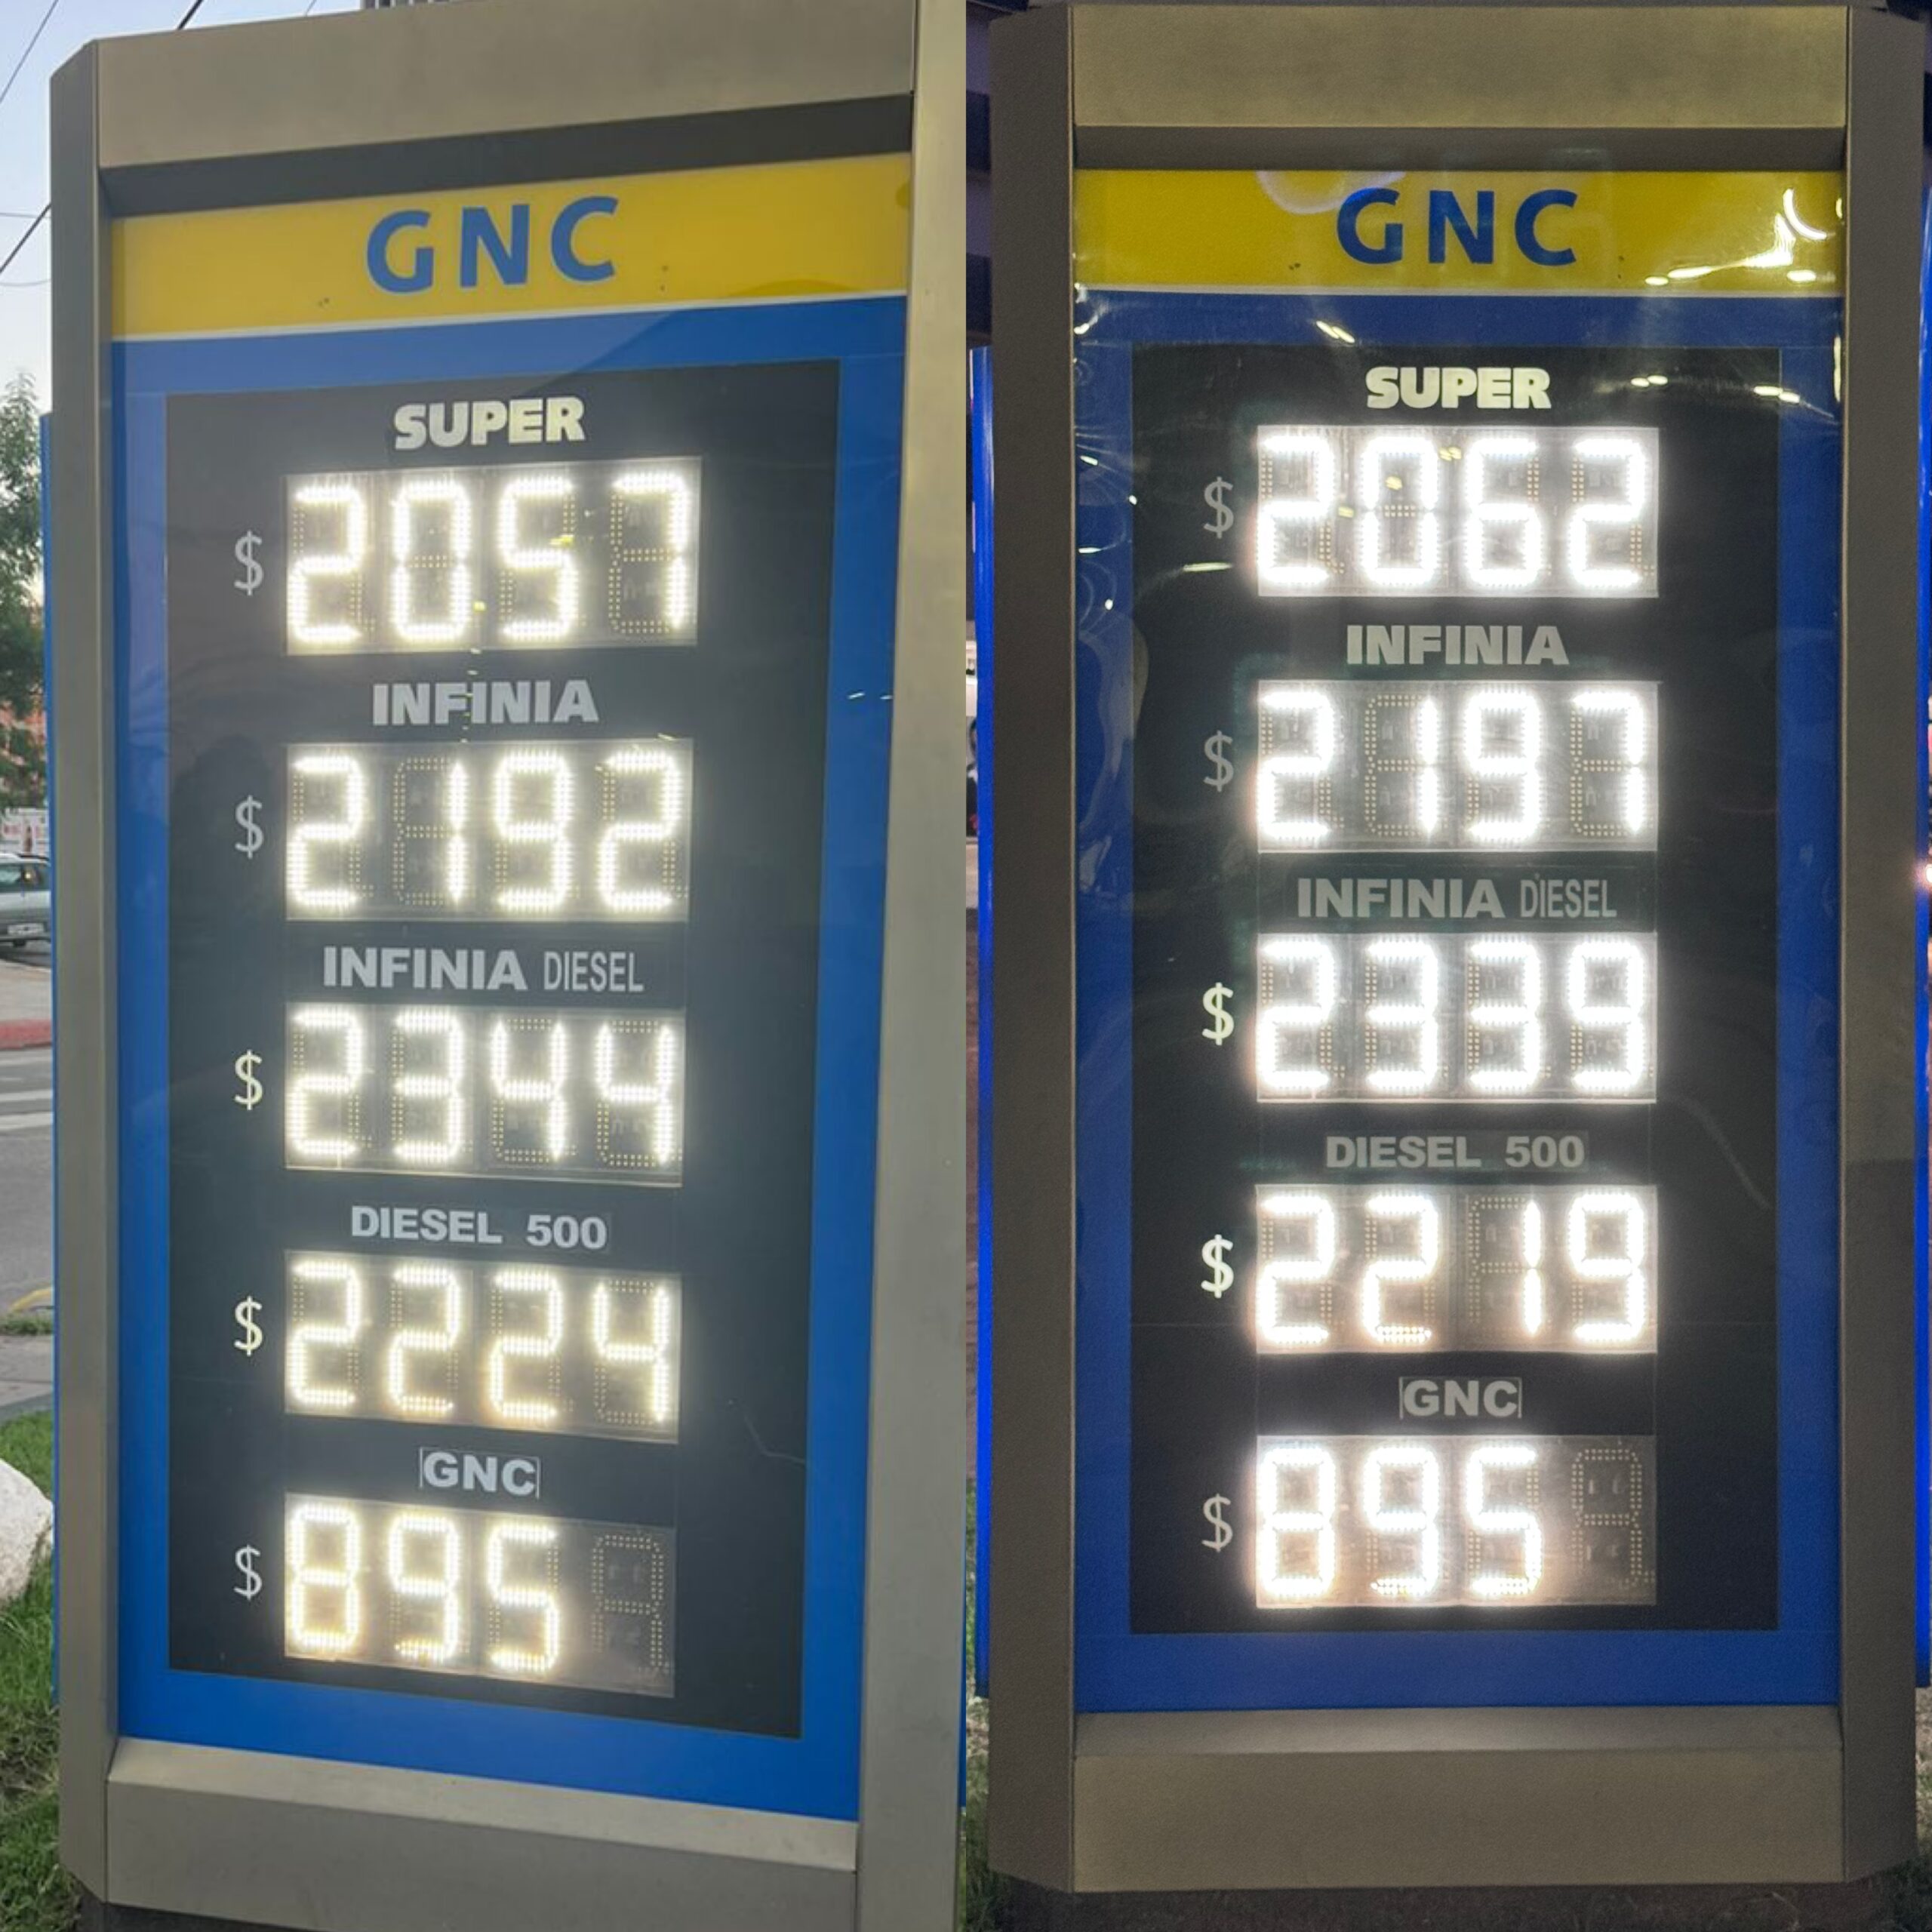 GNC
SUPER
$ 2057
INFINIA
$ 2192
INFINIA DIESEL
$ 2344
DIESEL 500
$ 2224
GNC
$ 895
GNC
SUPER
$ 2062
INFINIA
$ 2197
INFINIA DIESEL
$ 2339
DIESEL 500
$ 2219
GNC
$ 895